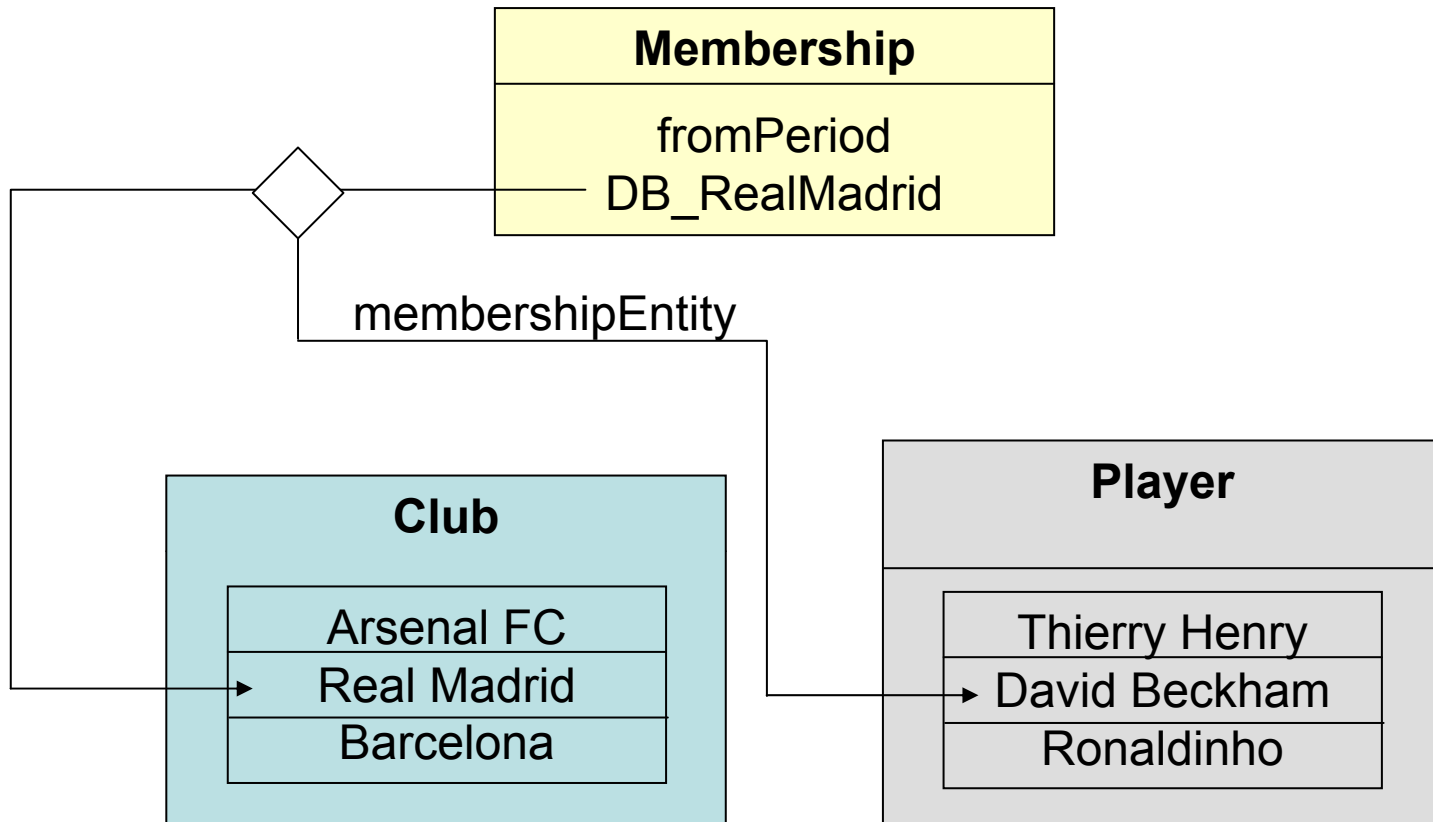 Membership
fromPeriod
DB_RealMadrid
membershipEntity
Club
Arsenal FC
Real Madrid
Barcelona
Player
Thierry Henry
David Beckham
Ronaldinho